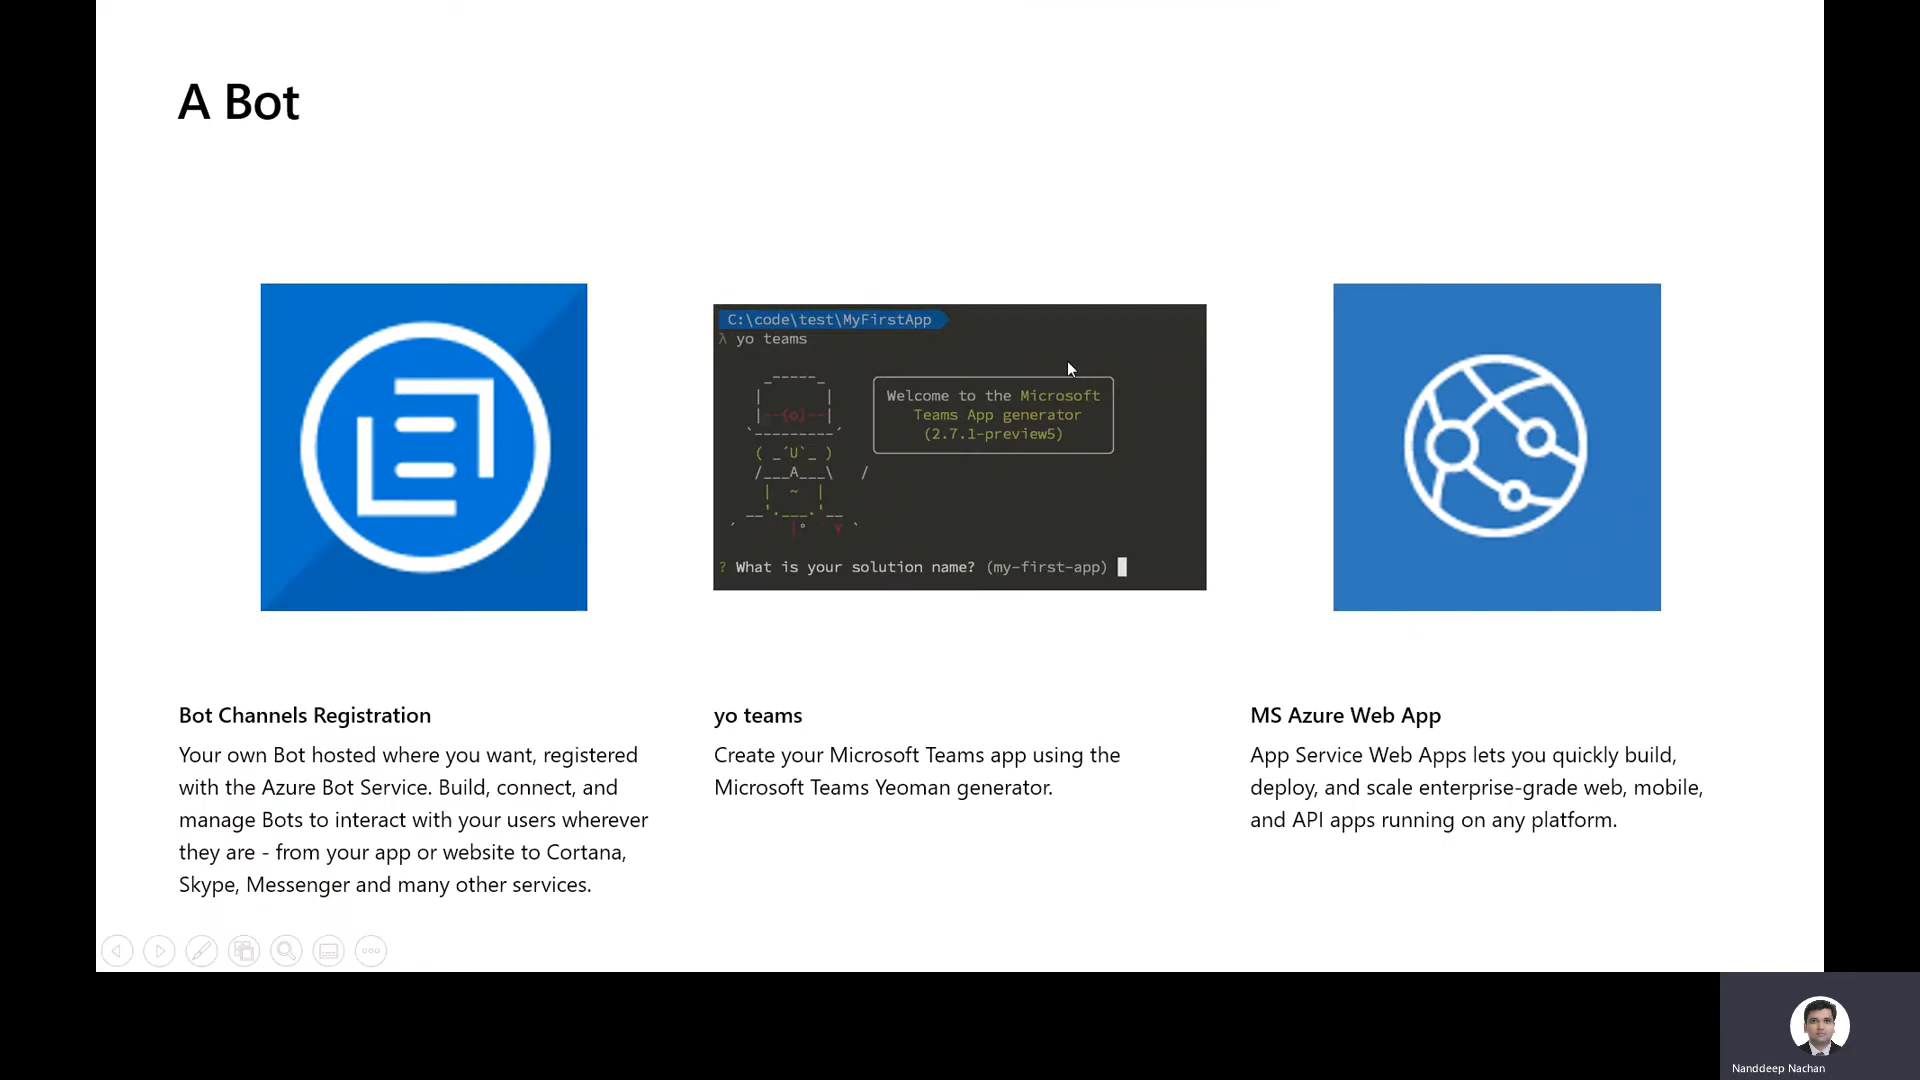 A Bot
C:\code\test\MyFirstApp
λ yo teams
Welcome to the Microsoft
Teams App generator
(2.7.1-preview5)
? What is your solution name? (my-first-app)
Bot Channels Registration
Your own Bot hosted where you want, registered
with the Azure Bot Service. Build, connect, and
manage Bots to interact with your users wherever
they are - from your app or website to Cortana,
Skype, Messenger and many other services.
yo teams
Create your Microsoft Teams app using the
Microsoft Teams Yeoman generator.
MS Azure Web App
App Service Web Apps lets you quickly build,
deploy, and scale enterprise-grade web, mobile,
and API apps running on any platform.
Nanddeep Nachan